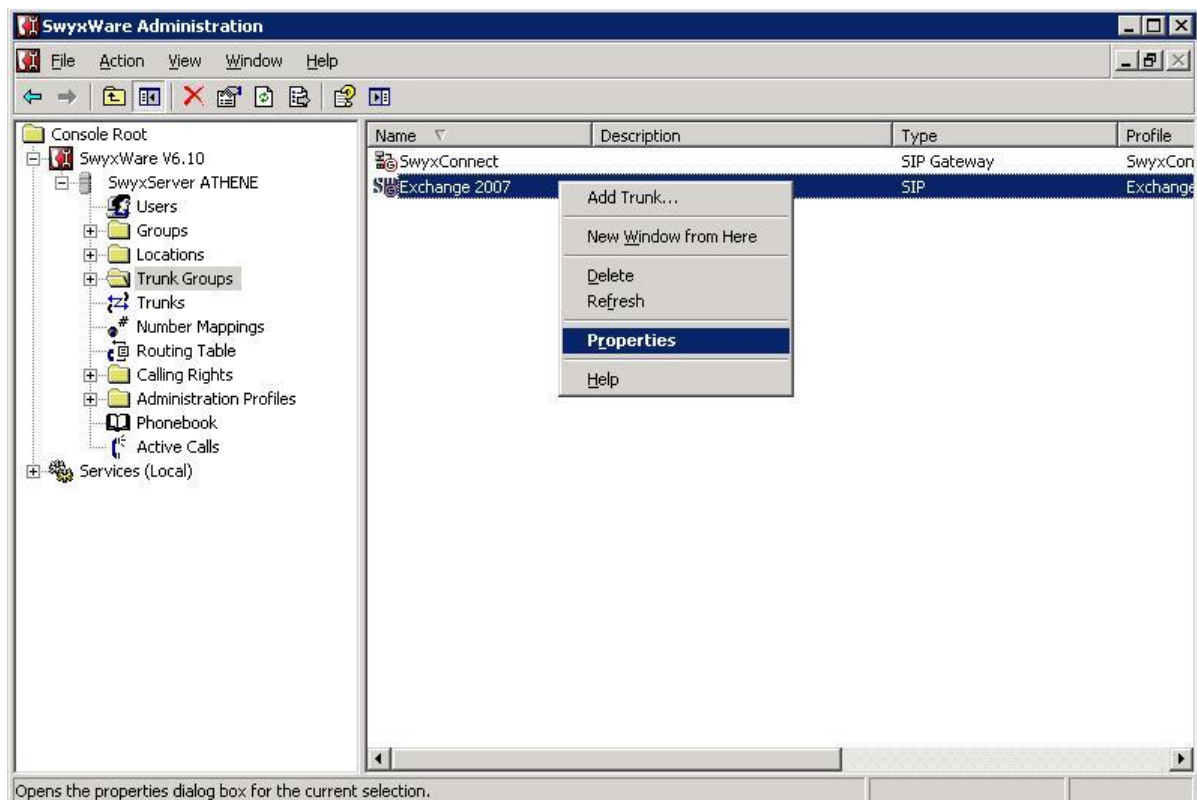 SwyxWare Administration
File Action View Window Help
Console Root
SwyxWare V6.10
SwyxServer ATHENE
Users
Groups
Locations
Trunk Groups
Trunks
Number Mappings
Routing Table
Calling Rights
Administration Profiles
Phonebook
Active Calls
Services (Local)
Name Description Type Profile
SwyxConnect SIP Gateway SwyxCon
Exchange 2007 SIP Exchange
Add Trunk...
New Window from Here
Delete
Refresh
Properties
Help
Opens the properties dialog box for the current selection.